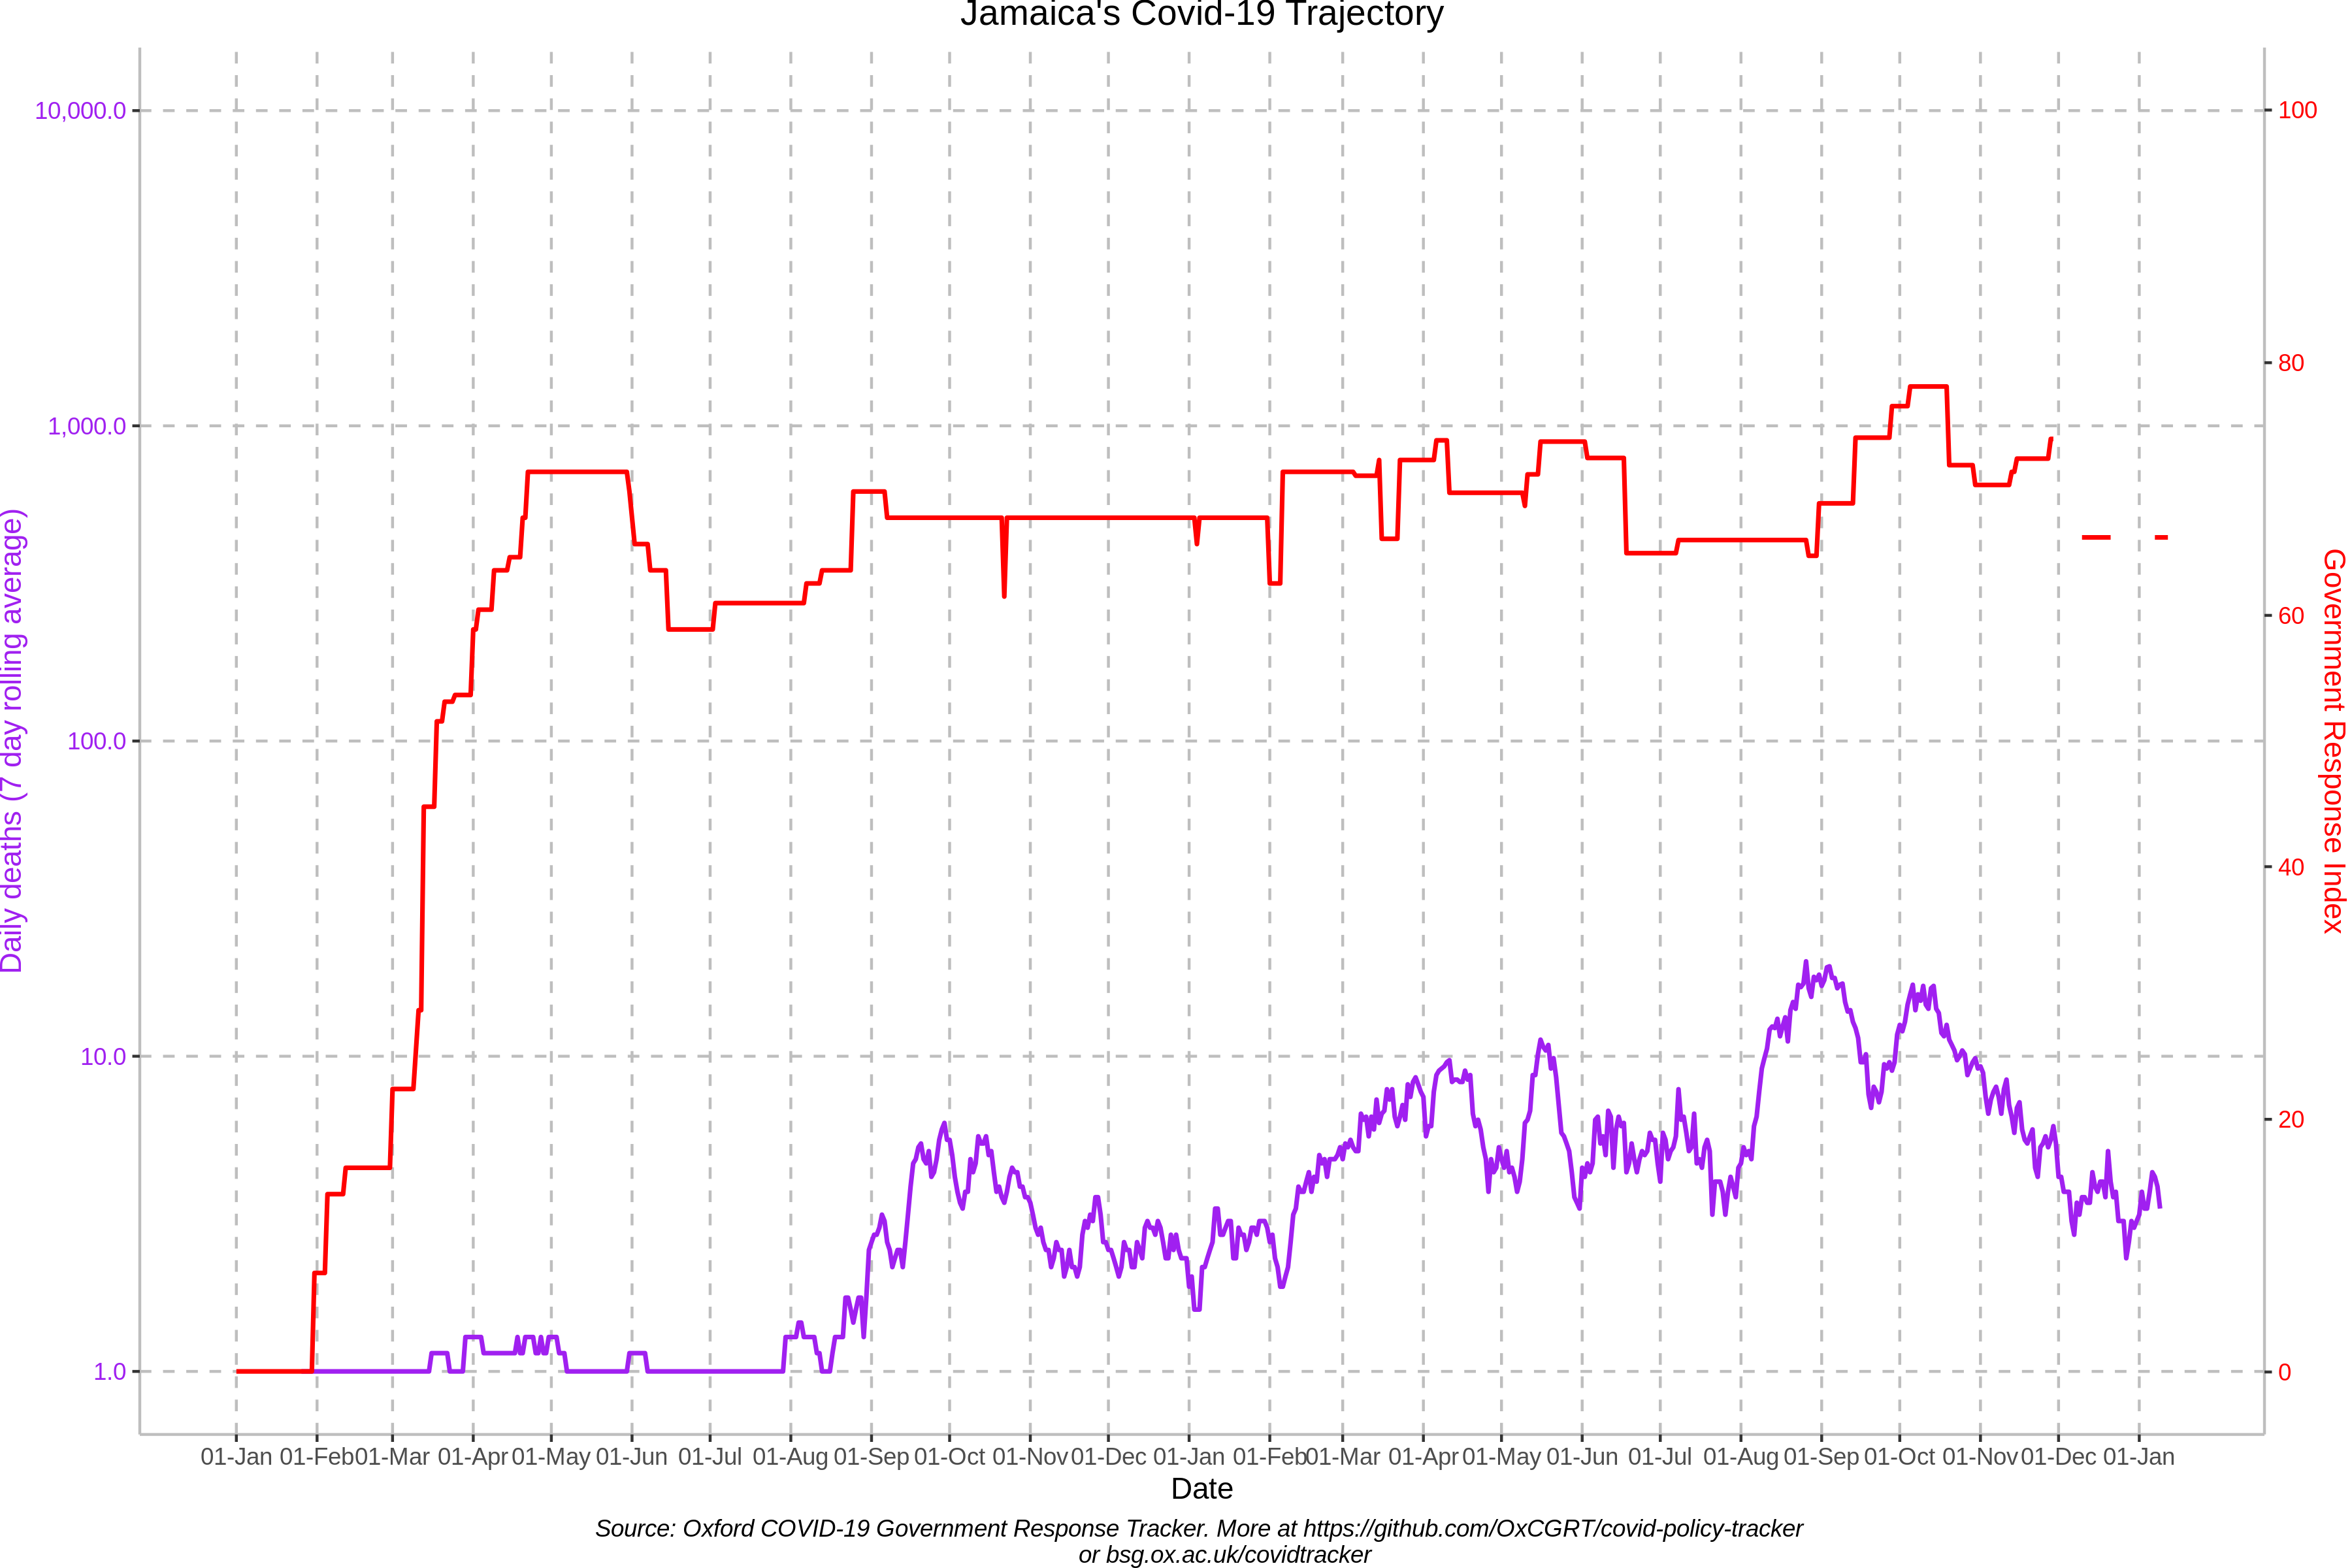 Jamaica's Covid-19 Trajectory
10,000.0
1,000.0
100.0
10.0
1.0
Daily deaths (7 day rolling average)
100
80
60
40
20
0
Government Response Index
01-Jan 01-Feb 01-Mar 01-Apr 01-May 01-Jun 01-Jul 01-Aug 01-Sep 01-Oct 01-Nov 01-Dec 01-Jan 01-Feb 01-Mar 01-Apr 01-May 01-Jun 01-Jul 01-Aug 01-Sep 01-Oct 01-Nov 01-Dec 01-Jan
Date
Source: Oxford COVID-19 Government Response Tracker. More at https://github.com/OxCGRT/covid-policy-tracker
or bsg.ox.ac.uk/covidtracker